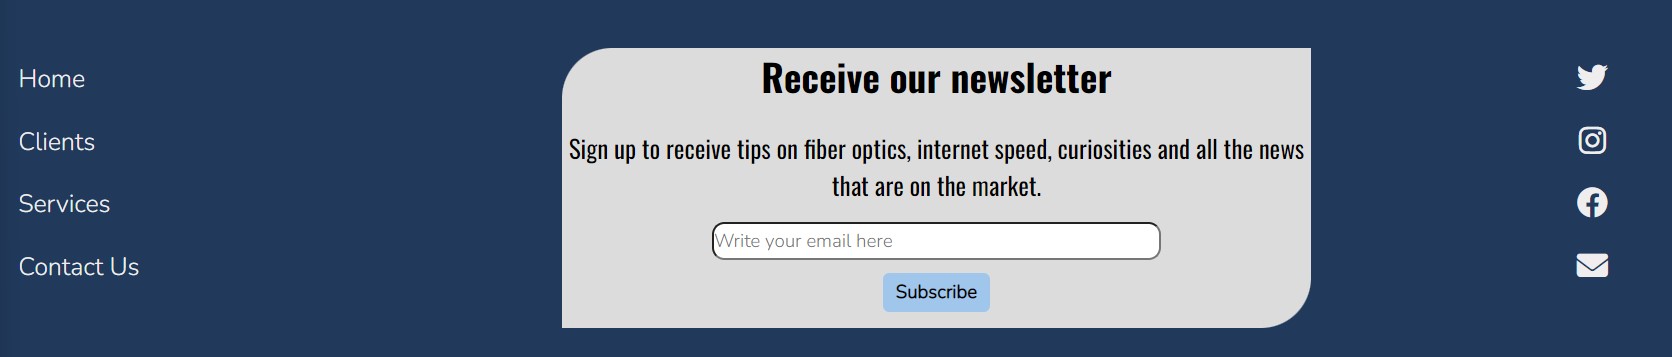 Home
Clients
Services
Contact Us
Receive our newsletter
Sign up to receive tips on fiber optics, internet speed, curiosities and all the news
that are on the market.
Write your email here
Subscribe